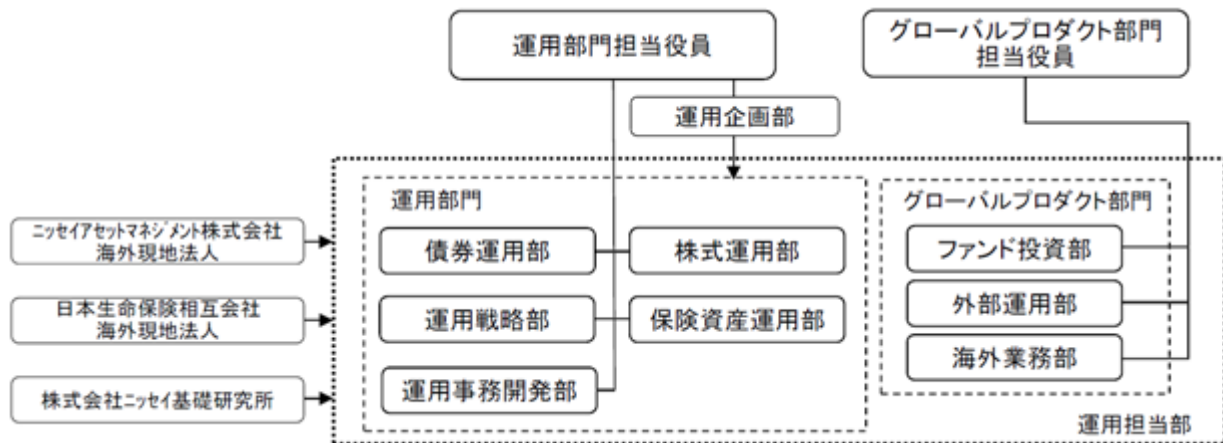 運用部門担当役員
グローバルプロダクト部門
担当役員
運用企画部
運用部門
グローバルプロダクト部門
ニッセイアセットマネジメント株式会社
海外現地法人
債券運用部
株式運用部
ファンド投資部
日本生命保険相互会社
海外現地法人
運用戦略部
保険資産運用部
外部運用部
海外業務部
株式会社ニッセイ基礎研究所
運用事務開発部
運用担当部